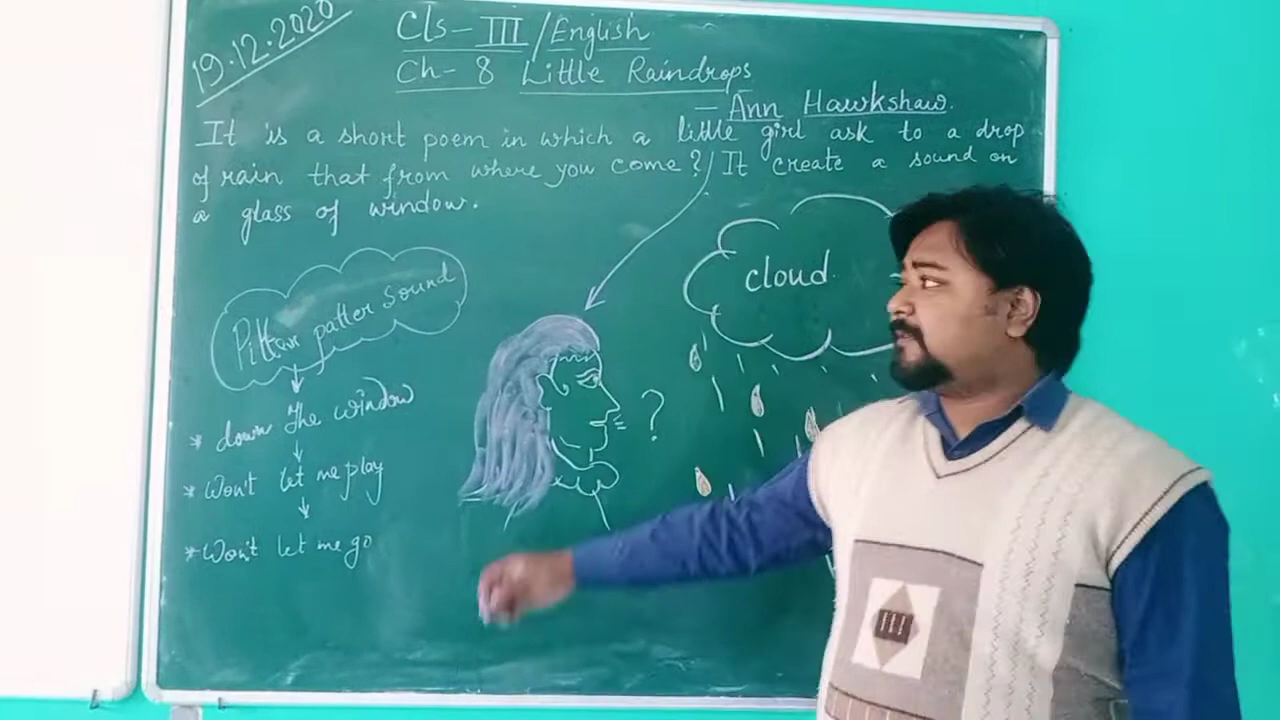 19.12.2020
Cls- III / English
Ch- 8 Little Raindrops
- Ann Hawkshaw.
It is a short poem in which a little girl ask to a drop
of rain that from where you come? It create a sound on
a glass of window.
Pitter patter Sound
cloud
?
* down the window
* Won't let me play
* Won't let me go